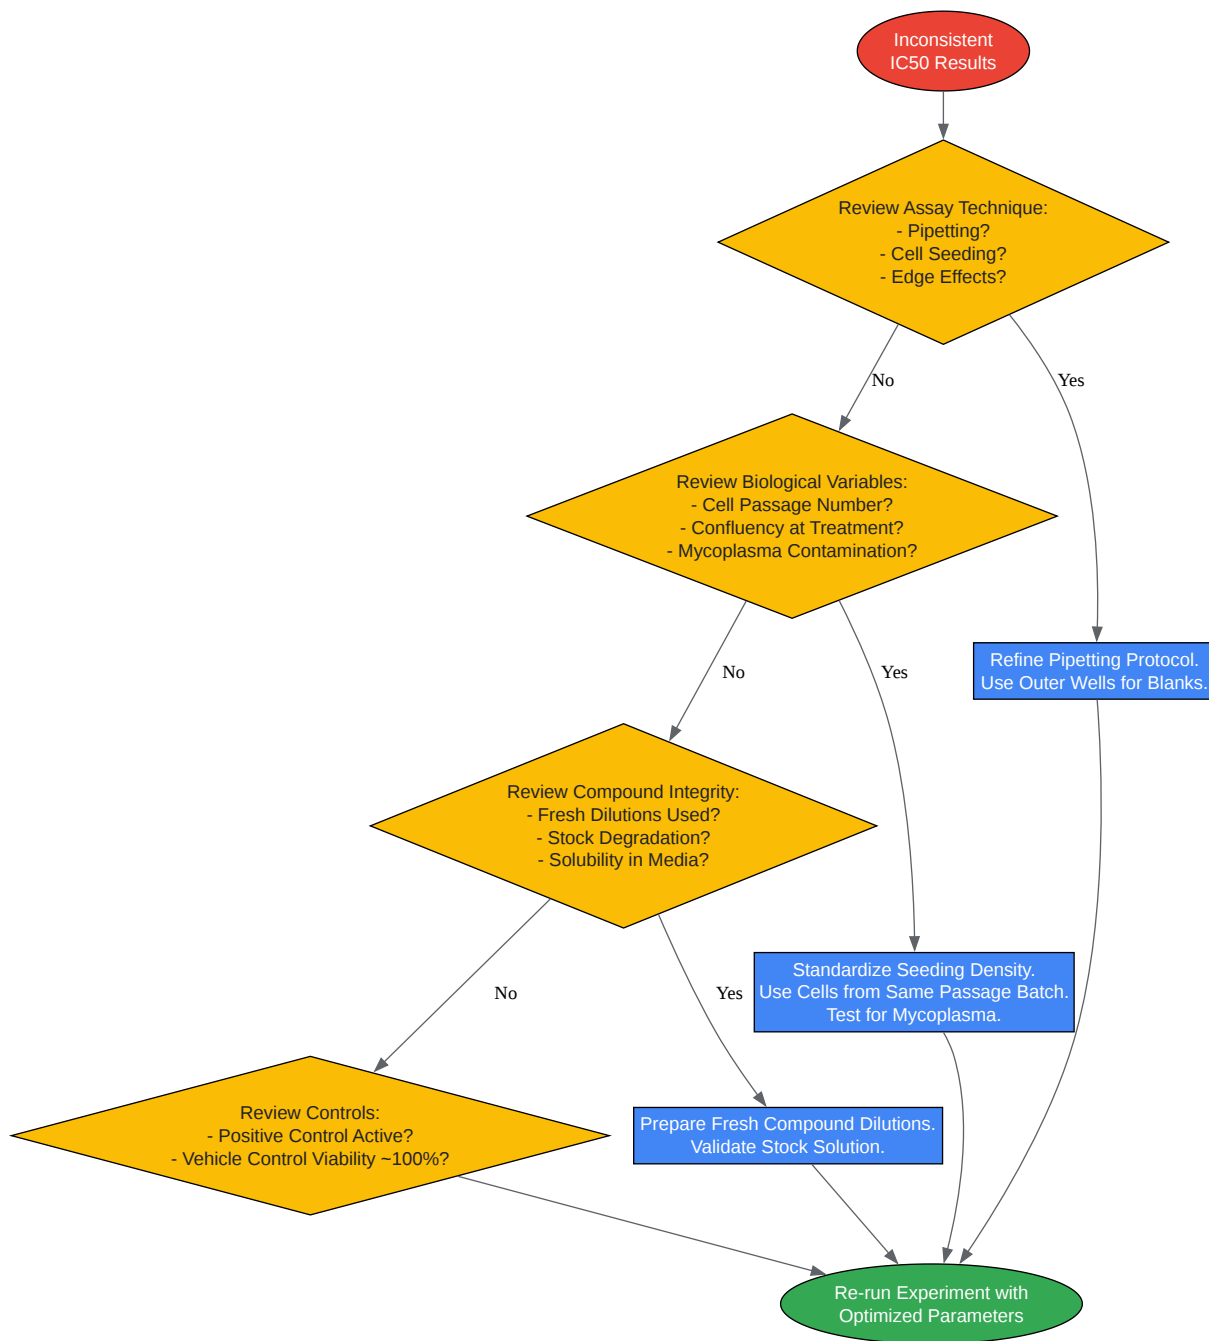 Inconsistent
IC50 Results
Review Assay Technique:
- Pipetting?
- Cell Seeding?
- Edge Effects?
No
Yes
Review Biological Variables:
- Cell Passage Number?
- Confluency at Treatment?
- Mycoplasma Contamination?
No
Yes
Refine Pipetting Protocol.
Use Outer Wells for Blanks.
Review Compound Integrity:
- Fresh Dilutions Used?
- Stock Degradation?
- Solubility in Media?
No
Yes
Standardize Seeding Density.
Use Cells from Same Passage Batch.
Test for Mycoplasma.
Review Controls:
- Positive Control Active?
- Vehicle Control Viability ~100%?
Prepare Fresh Compound Dilutions.
Validate Stock Solution.
Re-run Experiment with
Optimized Parameters